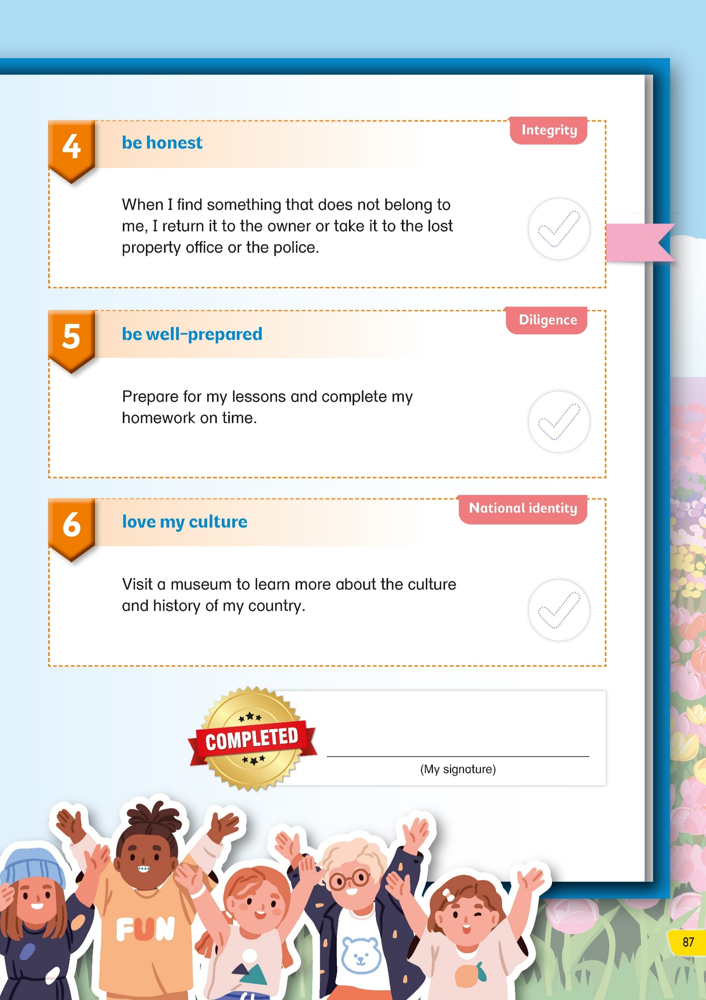 4
be honest
Integrity
When I find something that does not belong to
me, I return it to the owner or take it to the lost
property office or the police.
5
be well-prepared
Diligence
Prepare for my lessons and complete my
homework on time.
6
love my culture
National identity
Visit a museum to learn more about the culture
and history of my country.
COMPLETED
(My signature)
FUN
87